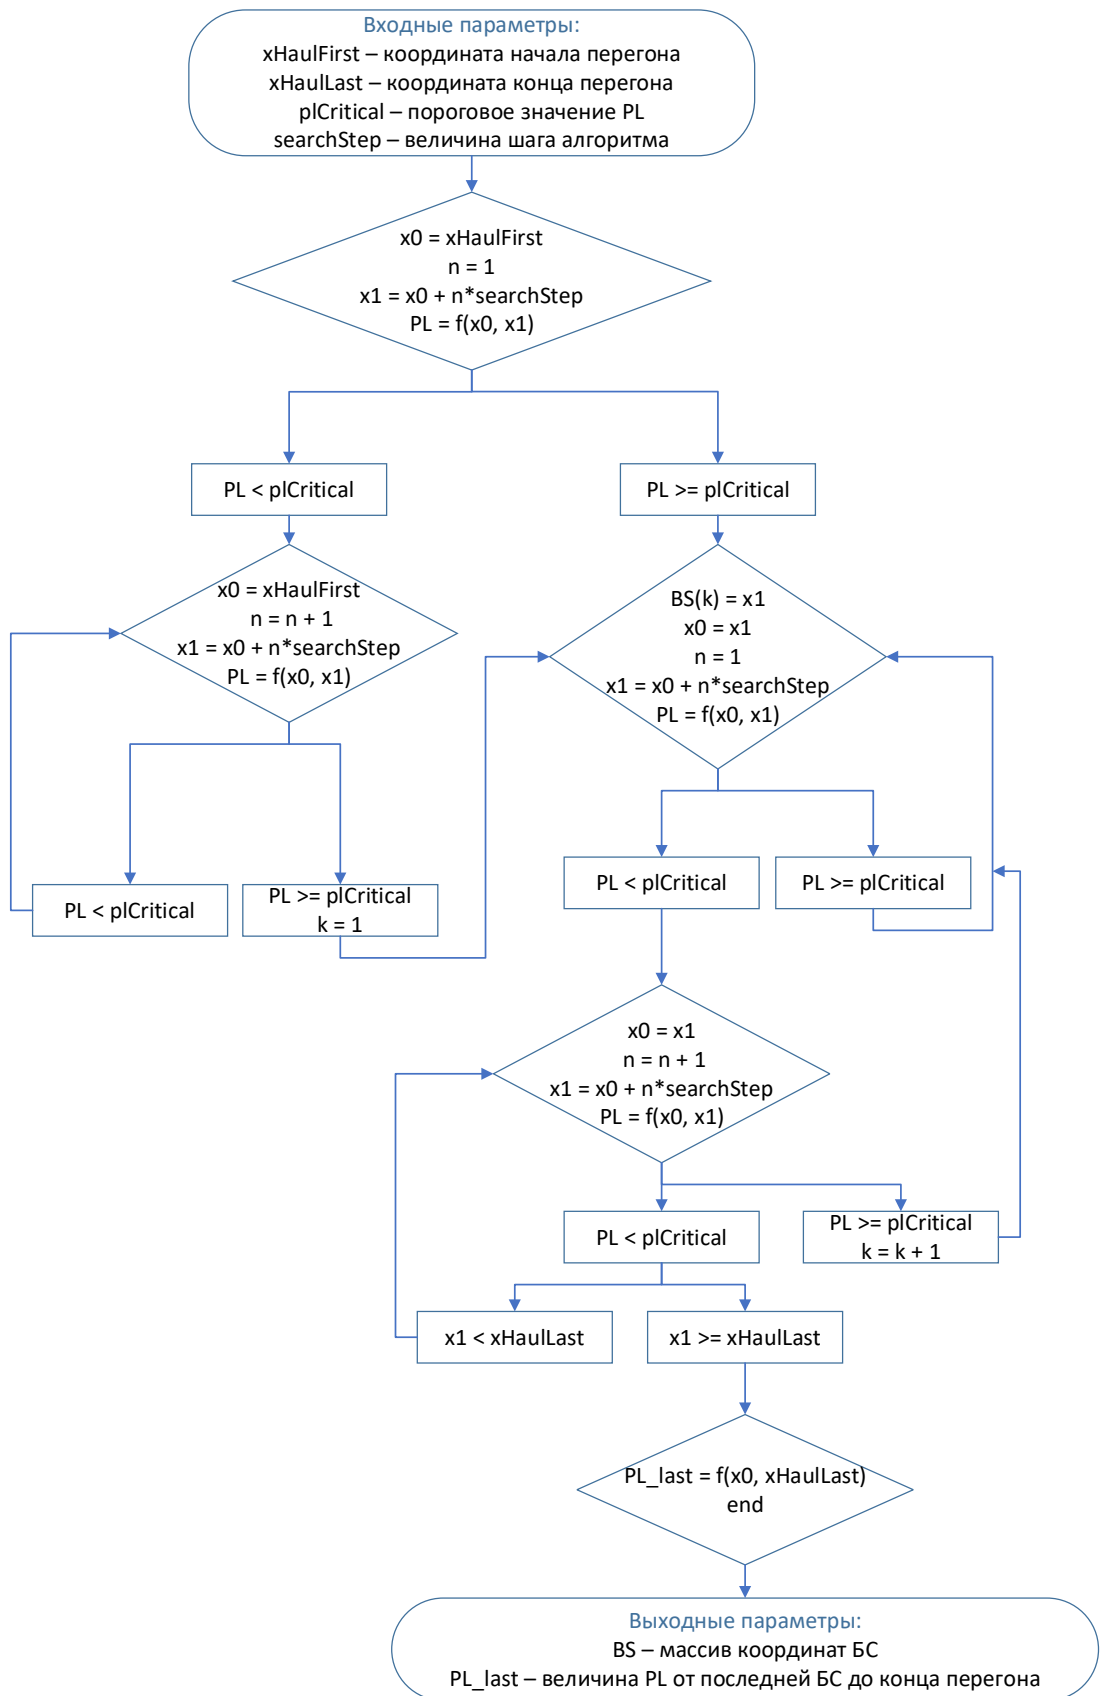 Входные параметры:
xHaulFirst – координата начала перегона
xHaulLast – координата конца перегона
plCritical – пороговое значение PL
searchStep – величина шага алгоритма
x0 = xHaulFirst
n = 1
x1 = x0 + n*searchStep
PL = f(x0, x1)
PL < plCritical
PL >= plCritical
x0 = xHaulFirst
n = n + 1
x1 = x0 + n*searchStep
PL = f(x0, x1)
BS(k) = x1
x0 = x1
n = 1
x1 = x0 + n*searchStep
PL = f(x0, x1)
PL < plCritical
PL >= plCritical
k = 1
PL < plCritical
PL >= plCritical
x0 = x1
n = n + 1
x1 = x0 + n*searchStep
PL = f(x0, x1)
PL < plCritical
PL >= plCritical
k = k + 1
x1 < xHaulLast
x1 >= xHaulLast
PL_last = f(x0, xHaulLast)
end
Выходные параметры:
BS – массив координат БС
PL_last – величина PL от последней БС до конца перегона